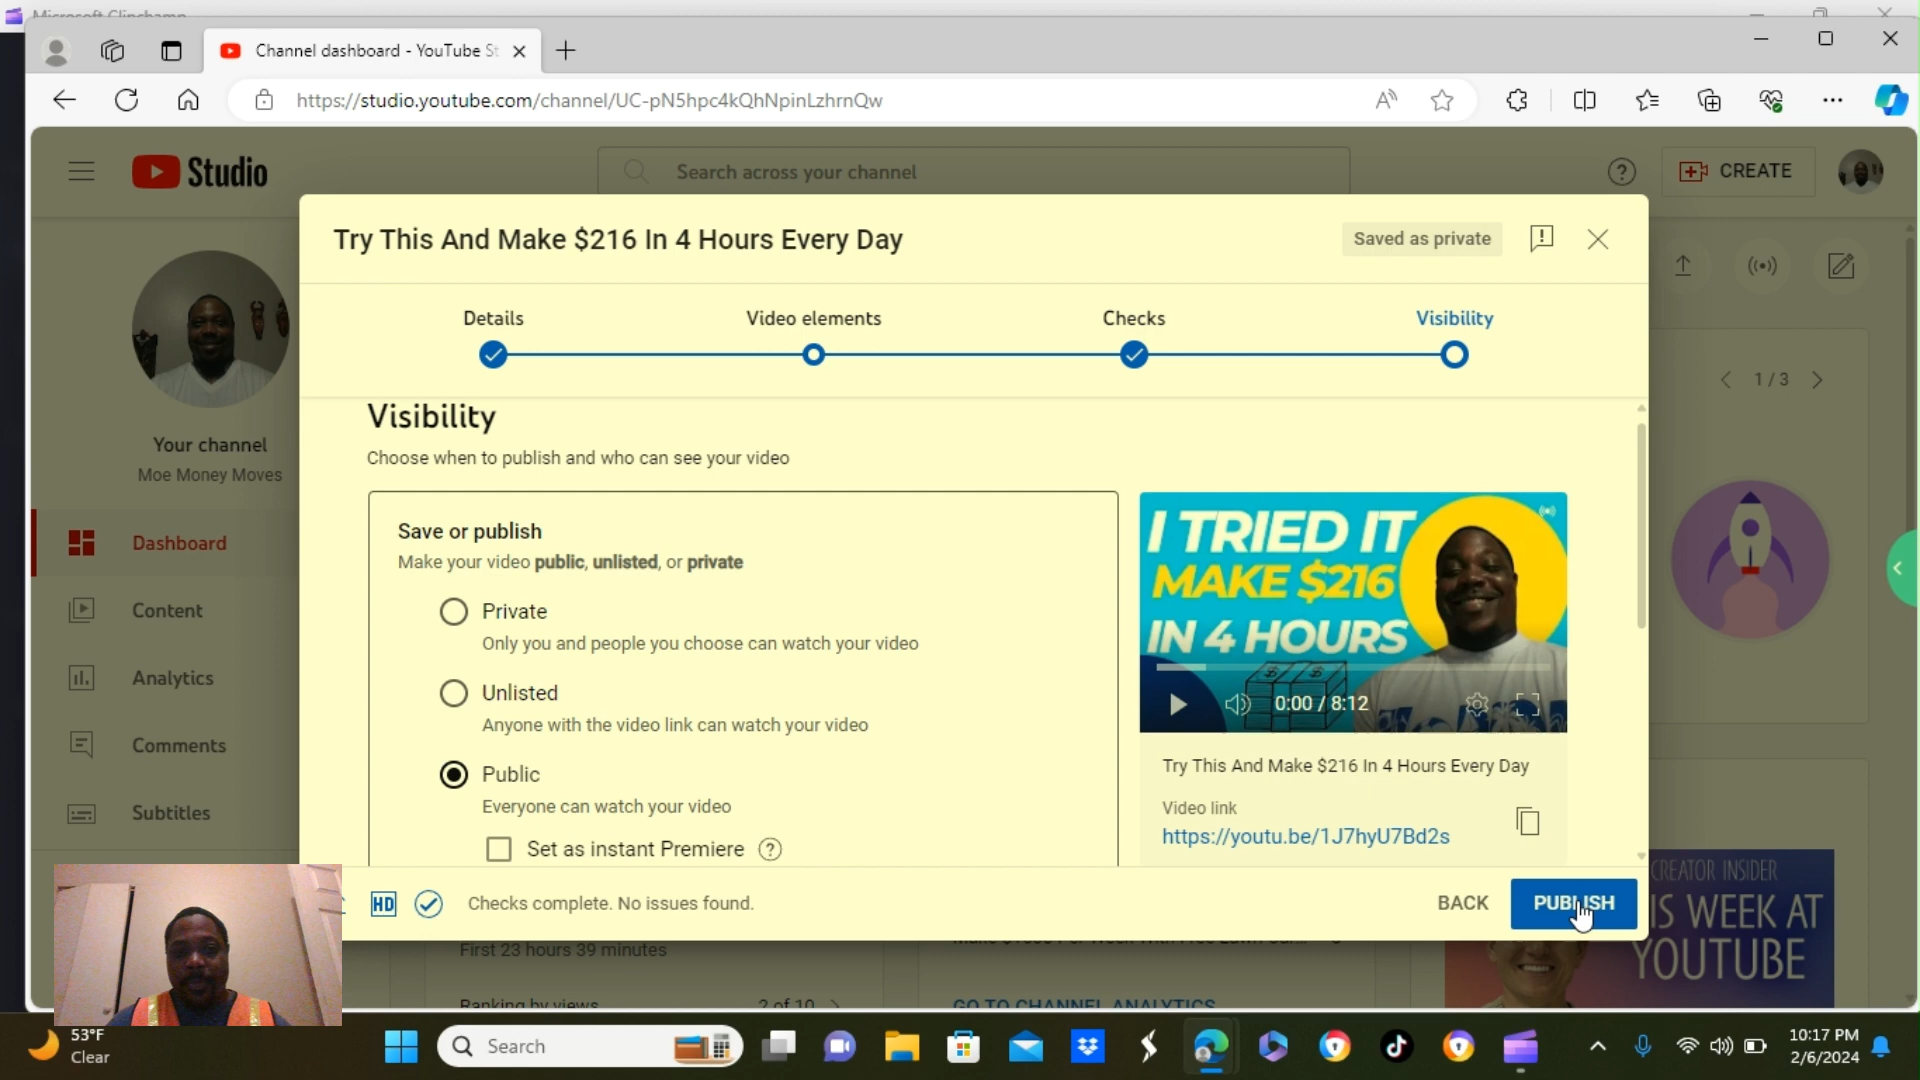 Microsoft Clipchamp
Channel dashboard - YouTube St
https://studio.youtube.com/channel/UC-pN5hpc4kQhNpinLzhrnQw
Studio
Search across your channel
CREATE
Try This And Make $216 In 4 Hours Every Day
Saved as private
Details
Video elements
Checks
Visibility
1 / 3
Visibility
Choose when to publish and who can see your video
Your channel
Moe Money Moves
Dashboard
Content
Analytics
Comments
Subtitles
Save or publish
Make your video public, unlisted, or private
Private
Only you and people you choose can watch your video
Unlisted
Anyone with the video link can watch your video
Public
Everyone can watch your video
Set as instant Premiere
I TRIED IT
MAKE $216
IN 4 HOURS
0:00 / 8:12
Try This And Make $216 In 4 Hours Every Day
Video link
https://youtu.be/1J7hyU7Bd2s
HD
Checks complete. No issues found.
BACK
PUBLISH
CREATOR INSIDER
IS WEEK AT
YOUTUBE
First 23 hours 39 minutes
Ranking by views
2 of 10
GO TO CHANNEL ANALYTICS
53°F
Clear
Search
10:17 PM
2/6/2024